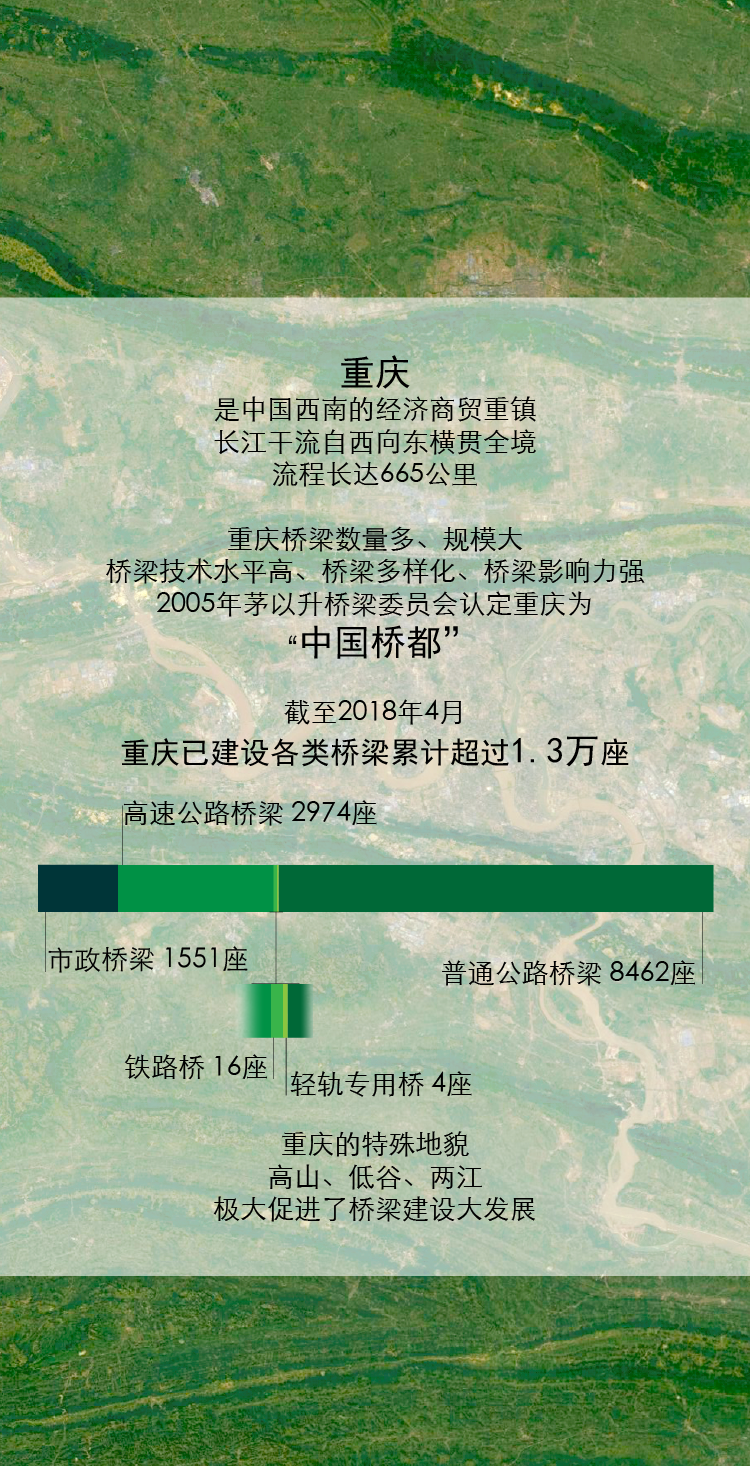 重庆
是中国西南的经济商贸重镇
长江干流自西向东横贯全境
流程长达665公里
重庆桥梁数量多、规模大
桥梁技术水平高、桥梁多样化、桥梁影响力强
2005年茅以升桥梁委员会认定重庆为
“中国桥都”
截至2018年4月
重庆已建设各类桥梁累计超过1.3万座
高速公路桥梁 2974座
市政桥梁 1551座
普通公路桥梁 8462座
铁路桥 16座
轻轨专用桥 4座
重庆的特殊地貌
高山、低谷、两江
极大促进了桥梁建设大发展